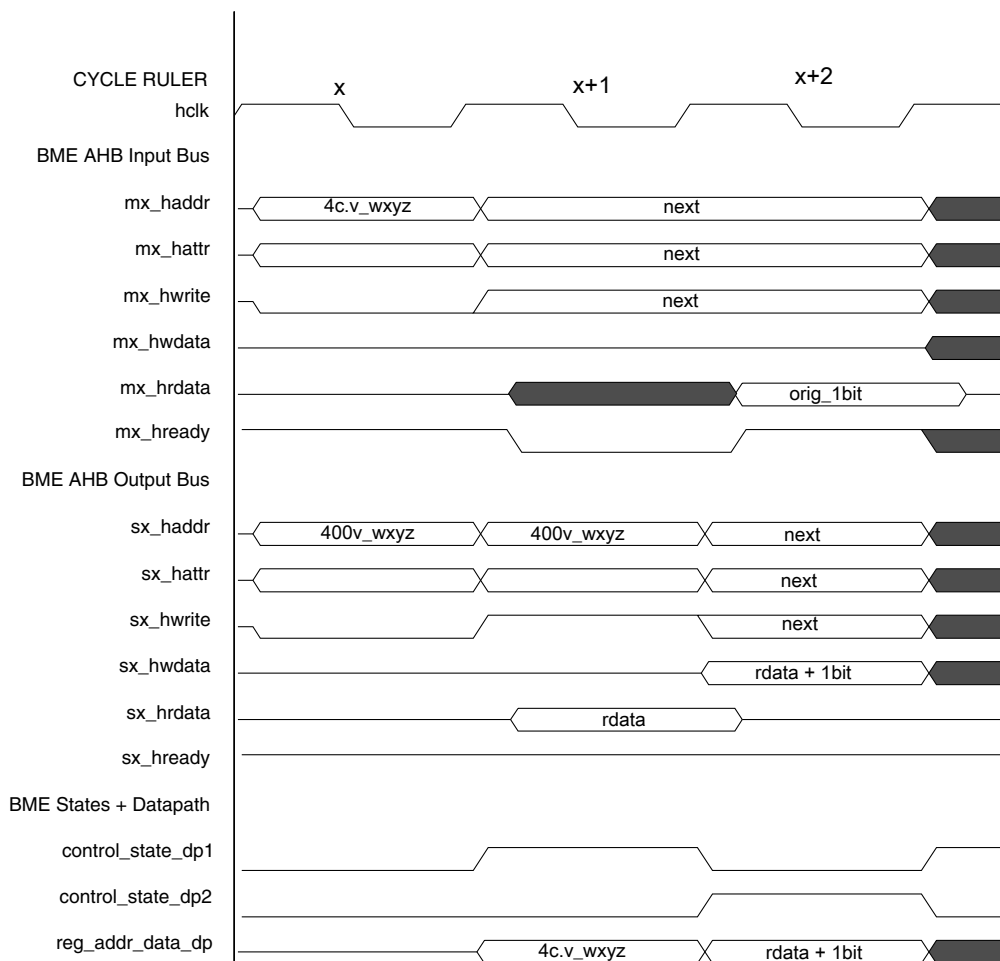 CYCLE RULER x x+1 x+2
hclk
BME AHB Input Bus
mx_haddr 4c.v_wxyz next
mx_hattr next
mx_hwrite next
mx_hwdata
mx_hrdata orig_1bit
mx_hready
BME AHB Output Bus
sx_haddr 400v_wxyz 400v_wxyz next
sx_hattr next
sx_hwrite next
sx_hwdata rdata + 1bit
sx_hrdata rdata
sx_hready
BME States + Datapath
control_state_dp1
control_state_dp2
reg_addr_data_dp 4c.v_wxyz rdata + 1bit